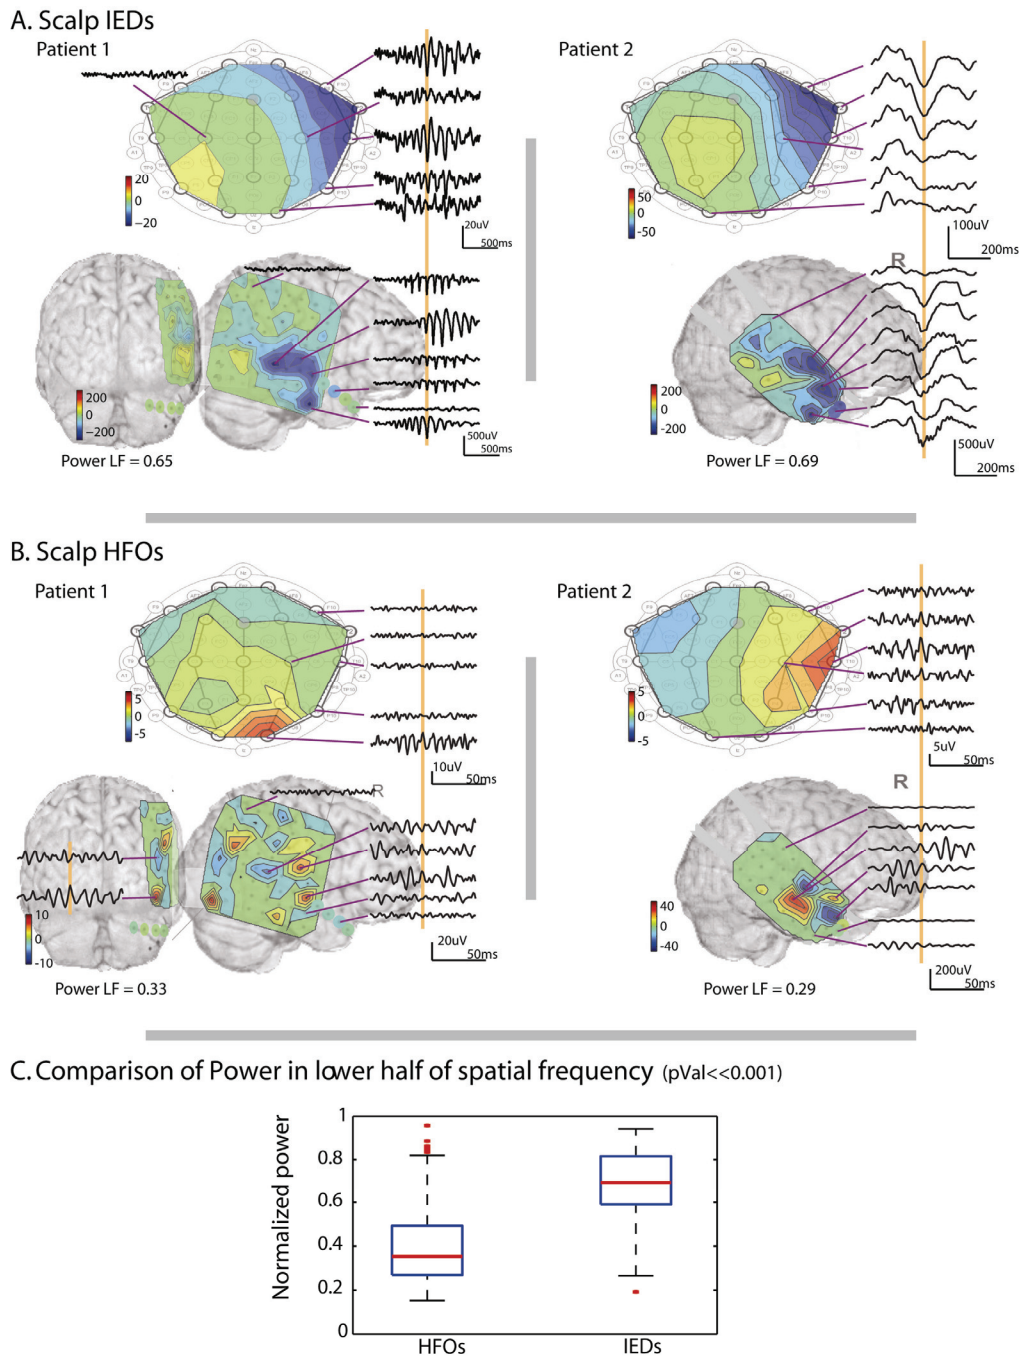 A. Scalp IEDs
Patient 1
Patient 2
20
0
−20
20uV
500ms
50
0
-50
100uV
200ms
R
200
0
−200
500uV
500ms
Power LF = 0.65
200
0
-200
500uV
200ms
Power LF = 0.69
B. Scalp HFOs
Patient 1
Patient 2
5
0
-5
10uV
50ms
5
0
-5
5uV
50ms
R
R
10
0
-10
20uV
50ms
Power LF = 0.33
40
0
-40
200uV
50ms
Power LF = 0.29
C. Comparison of Power in lower half of spatial frequency (pVal<<0.001)
Normalized power
1
0.8
0.6
0.4
0.2
0
HFOs
IEDs